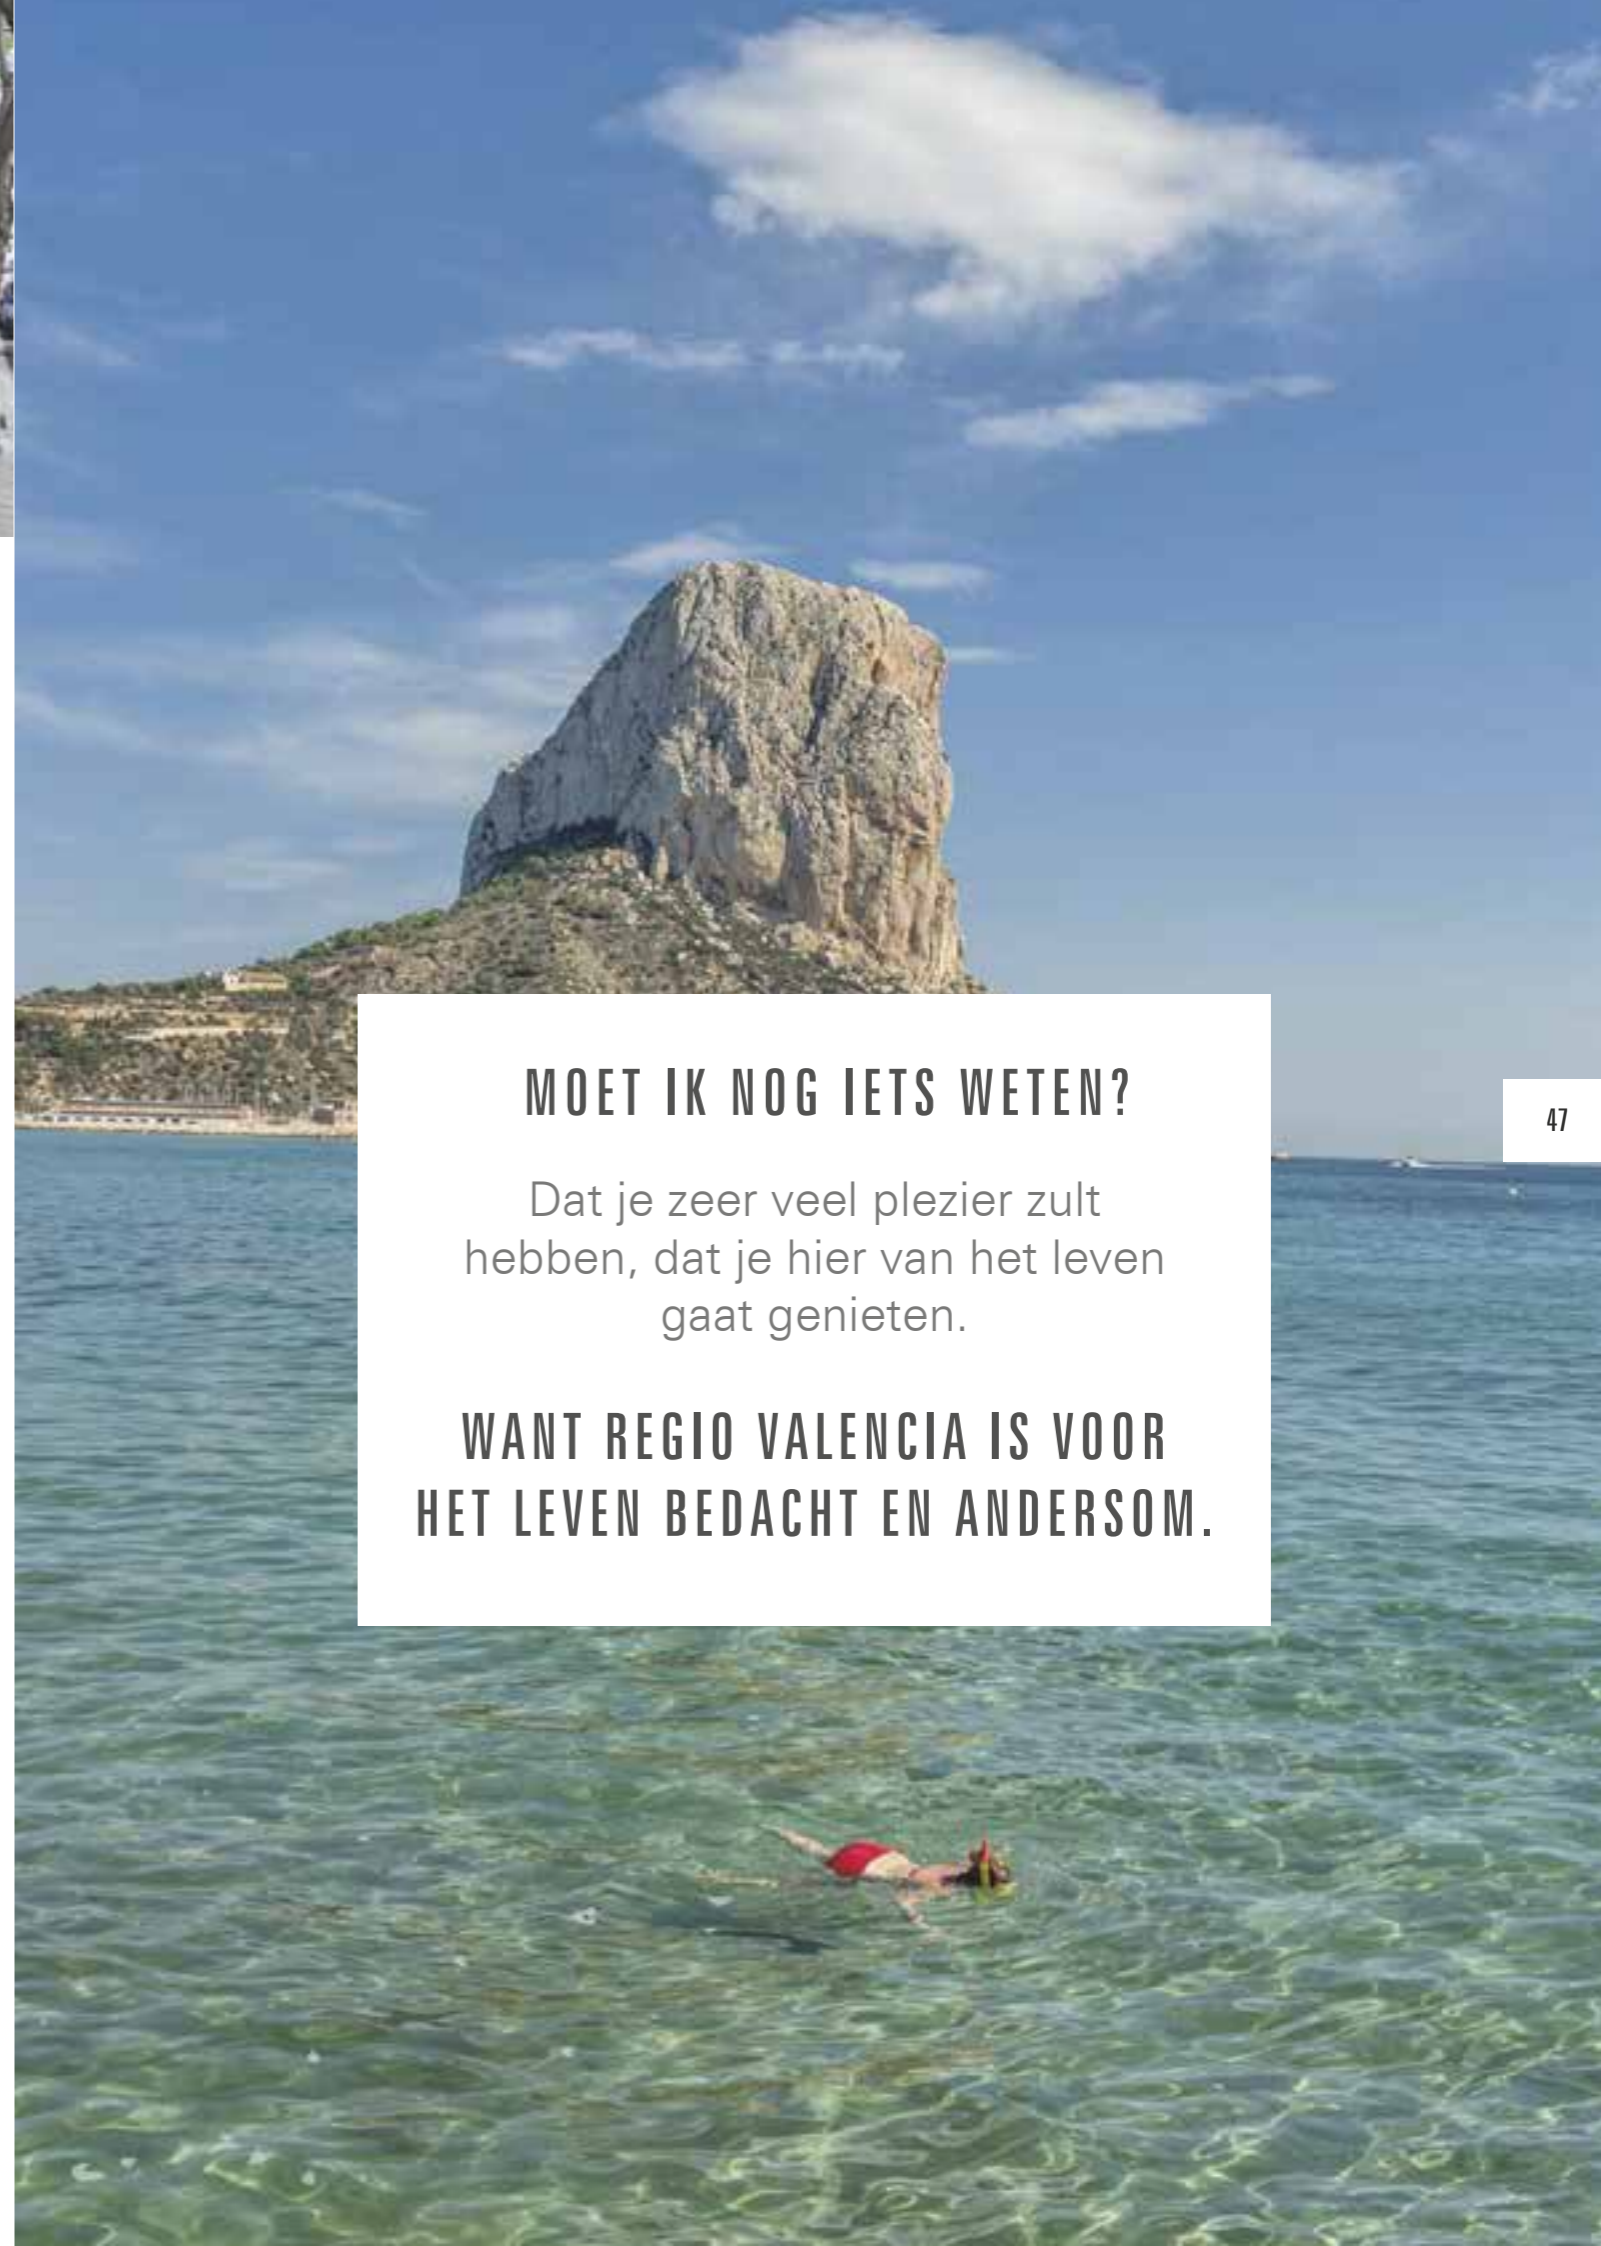 MOET IK NOG IETS WETEN?
Dat je zeer veel plezier zult
hebben, dat je hier van het leven
gaat genieten.
WANT REGIO VALENCIA IS VOOR
HET LEVEN BEDACHT EN ANDERSOM.
47